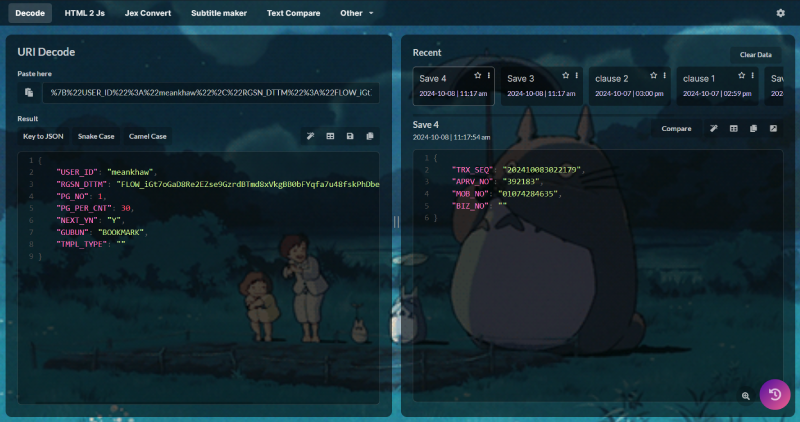 Decode HTML 2 Js Jex Convert Subtitle maker Text Compare Other
URI Decode
Paste here
%7B%22USER_ID%22%3A%22meankhaw%22%2C%22RGSN_DTTM%22%3A%22FLOW_iGt
Result
Key to JSON Snake Case Camel Case
1 {
2 "USER_ID": "meankhaw",
3 "RGSN_DTTM": "FLOW_iGt7oGaD8Re2EZse9GzrdBTmd8xVkgBB0bFYqfa7u48fskPhDbe
4 "PG_NO": 1,
5 "PG_PER_CNT": 30,
6 "NEXT_YN": "Y",
7 "GUBUN": "BOOKMARK",
8 "TMPL_TYPE": ""
9 }
Recent Clear Data
Save 4
2024-10-08 | 11:17 am
Save 3
2024-10-08 | 11:17 am
clause 2
2024-10-07 | 03:00 pm
clause 1
2024-10-07 | 02:59 pm
Sav
2024-
Save 4
2024-10-08 | 11:17:54 am
Compare
1 {
2 "TRX_SEQ": "202410083022179",
3 "APRV_NO": "392183",
4 "MOB_NO": "01074284635",
5 "BIZ_NO": ""
6 }